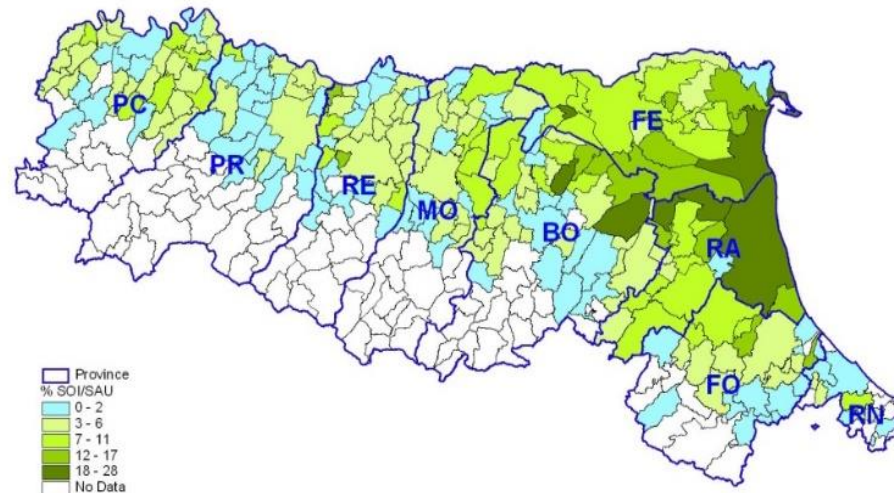 PC
PR
RE
MO
BO
FE
RA
FO
RN
Province
% SOI/SAU
0 - 2
3 - 6
7 - 11
12 - 17
18 - 28
No Data